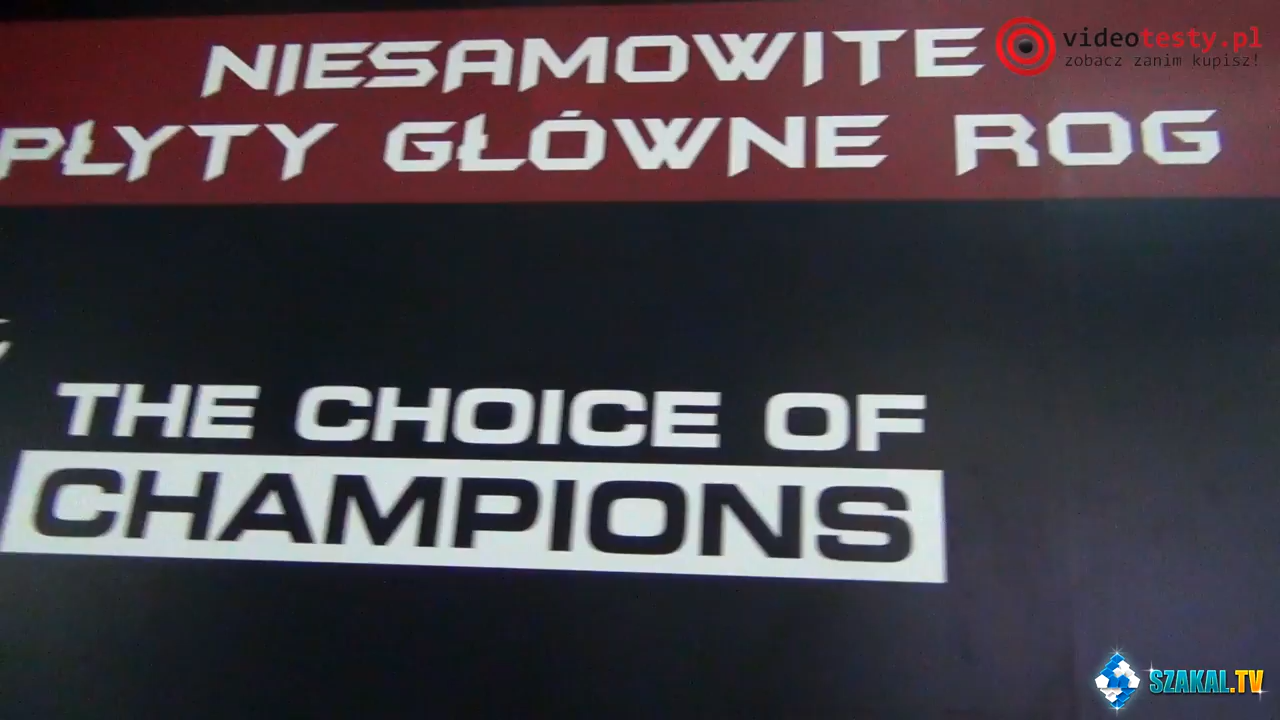 NIESAMOWITE
PŁYTY GŁÓWNE ROG
videotesty.pl
zobacz zanim kupisz!
THE CHOICE OF
CHAMPIONS
SZAKAL.TV